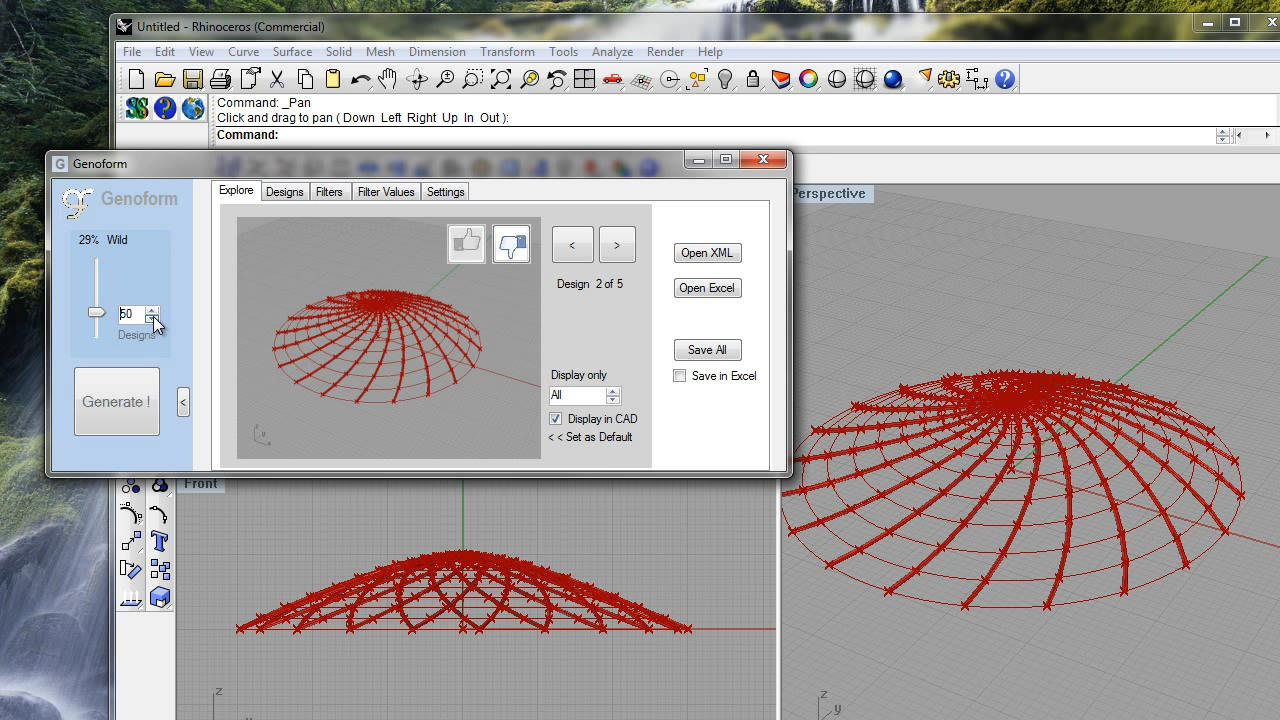 Untitled - Rhinoceros (Commercial)
File Edit View Curve Surface Solid Mesh Dimension Transform Tools Analyze Render Help
Command: _Pan
Click and drag to pan ( Down Left Right Up In Out ):
Command:
Genoform
Genoform
Explore Designs Filters Filter Values Settings
Perspective
29% Wild
< >
Open XML
Design 2 of 5
Open Excel
50
Designs
Save All
Display only
Save in Excel
All
Generate !
<
Display in CAD
< < Set as Default
Front
z
z
y